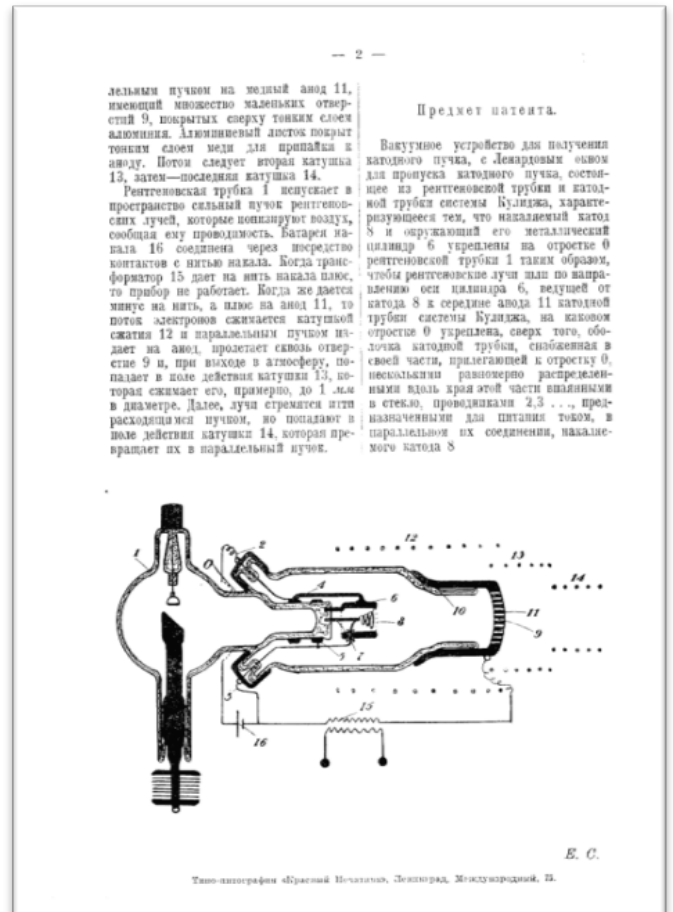 — 2 —
лельным пучком на медный анод 11,
имеющий множество маленьких отвер-
стий 9, покрытых сверху тонким слоем
алюминия. Алюминиевый листок покрыт
тонким слоем меди для припайки к
аноду. Потом следует вторая катушка
13, затем—последняя катушка 14.
Рентгеновская трубка 1 испускает в
пространство сильный пучок рентгенов-
ских лучей, которые ионизируют воздух,
сообщая ему проводимость. Батарея на-
кала 16 соединена через посредство
контактов с нитью накала. Когда транс-
форматор 15 дает на нить накала плюс,
то прибор не работает. Когда же дается
минус на нить, а плюс на анод 11, то
поток электронов сжимается катушкой
сжатия 12 и параллельным пучком па-
дает на анод, пролетает сквозь отвер-
стие 9 и, при выходе в атмосферу, по-
падает в поле действия катушки 13, ко-
торая сжимает его, примерно, до 1 мм
в диаметре. Далее, лучи стремятся итти
расходящимся пучком, но попадают в
поле действия катушки 14, которая пре-
вращает их в параллельный пучок.
Предмет патента.
Вакуумное устройство для получения
катодного пучка, с Ленардовым окном
для пропуска катодного пучка, состоя-
щее из рентгеновской трубки и катод-
ной трубки системы Кулиджа, характе-
ризующееся тем, что накаляемый катод
8 и окружающий его металлический
цилиндр 6 укреплены на отростке 0
рентгеновской трубки 1 таким образом,
чтобы рентгеновские лучи шли по напра-
влению оси цилиндра 6, ведущей от
катода 8 к середине анода 11 катодной
трубки системы Кулиджа, на каковом
отростке 0 укреплена, сверх того, обо-
лочка катодной трубки, снабженная в
своей части, прилегающей к отростку 0,
несколькими равномерно распределен-
ными вдоль края этой части впаянными
в стекло, проводниками 2,3 . . ., пред-
назначенными для питания током, в
параллельном их соединении, накаляе-
мого катода 8
1
0
2
12
13
14
4
6
10
11
8
9
5
7
3
15
16
Е. С.
Типо-литография «Красный Печатник», Ленинград, Международный, 75.